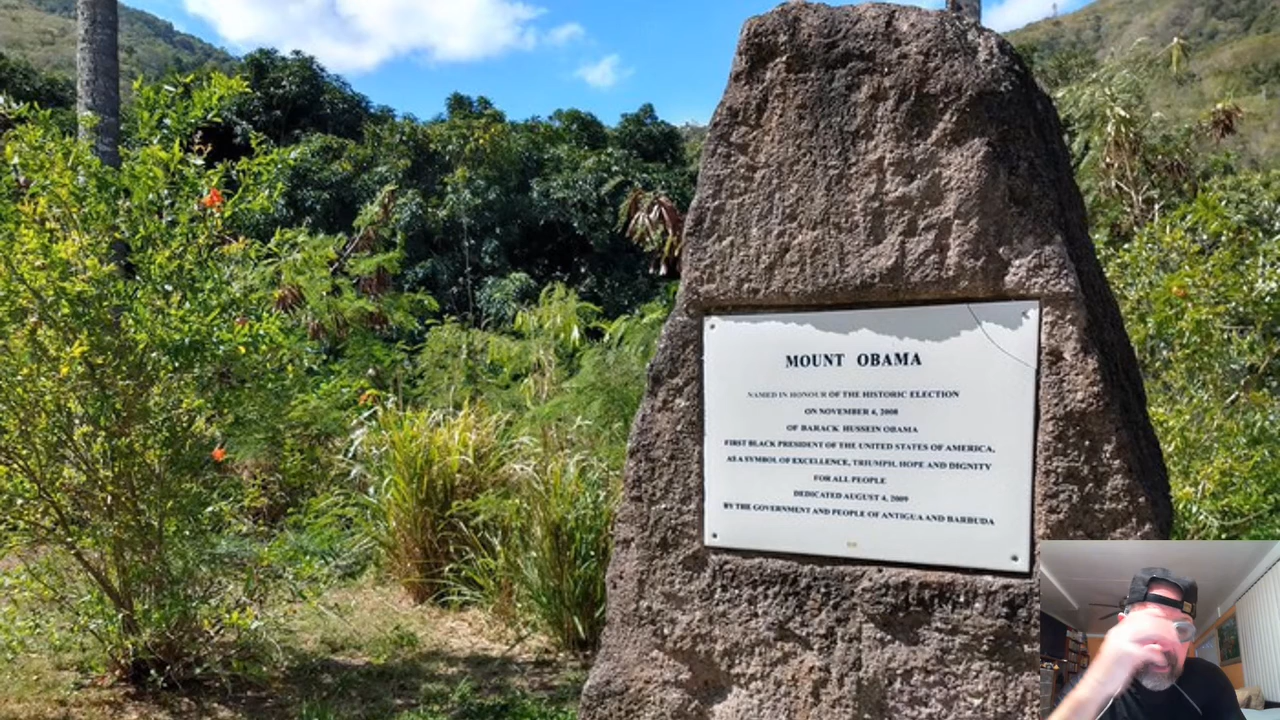 MOUNT OBAMA
NAMED IN HONOUR OF THE HISTORIC ELECTION
ON NOVEMBER 4, 2008
OF BARACK HUSSEIN OBAMA
FIRST BLACK PRESIDENT OF THE UNITED STATES OF AMERICA,
AS A SYMBOL OF EXCELLENCE, TRIUMPH, HOPE AND DIGNITY
FOR ALL PEOPLE
DEDICATED AUGUST 4, 2009
BY THE GOVERNMENT AND PEOPLE OF ANTIGUA AND BARBUDA